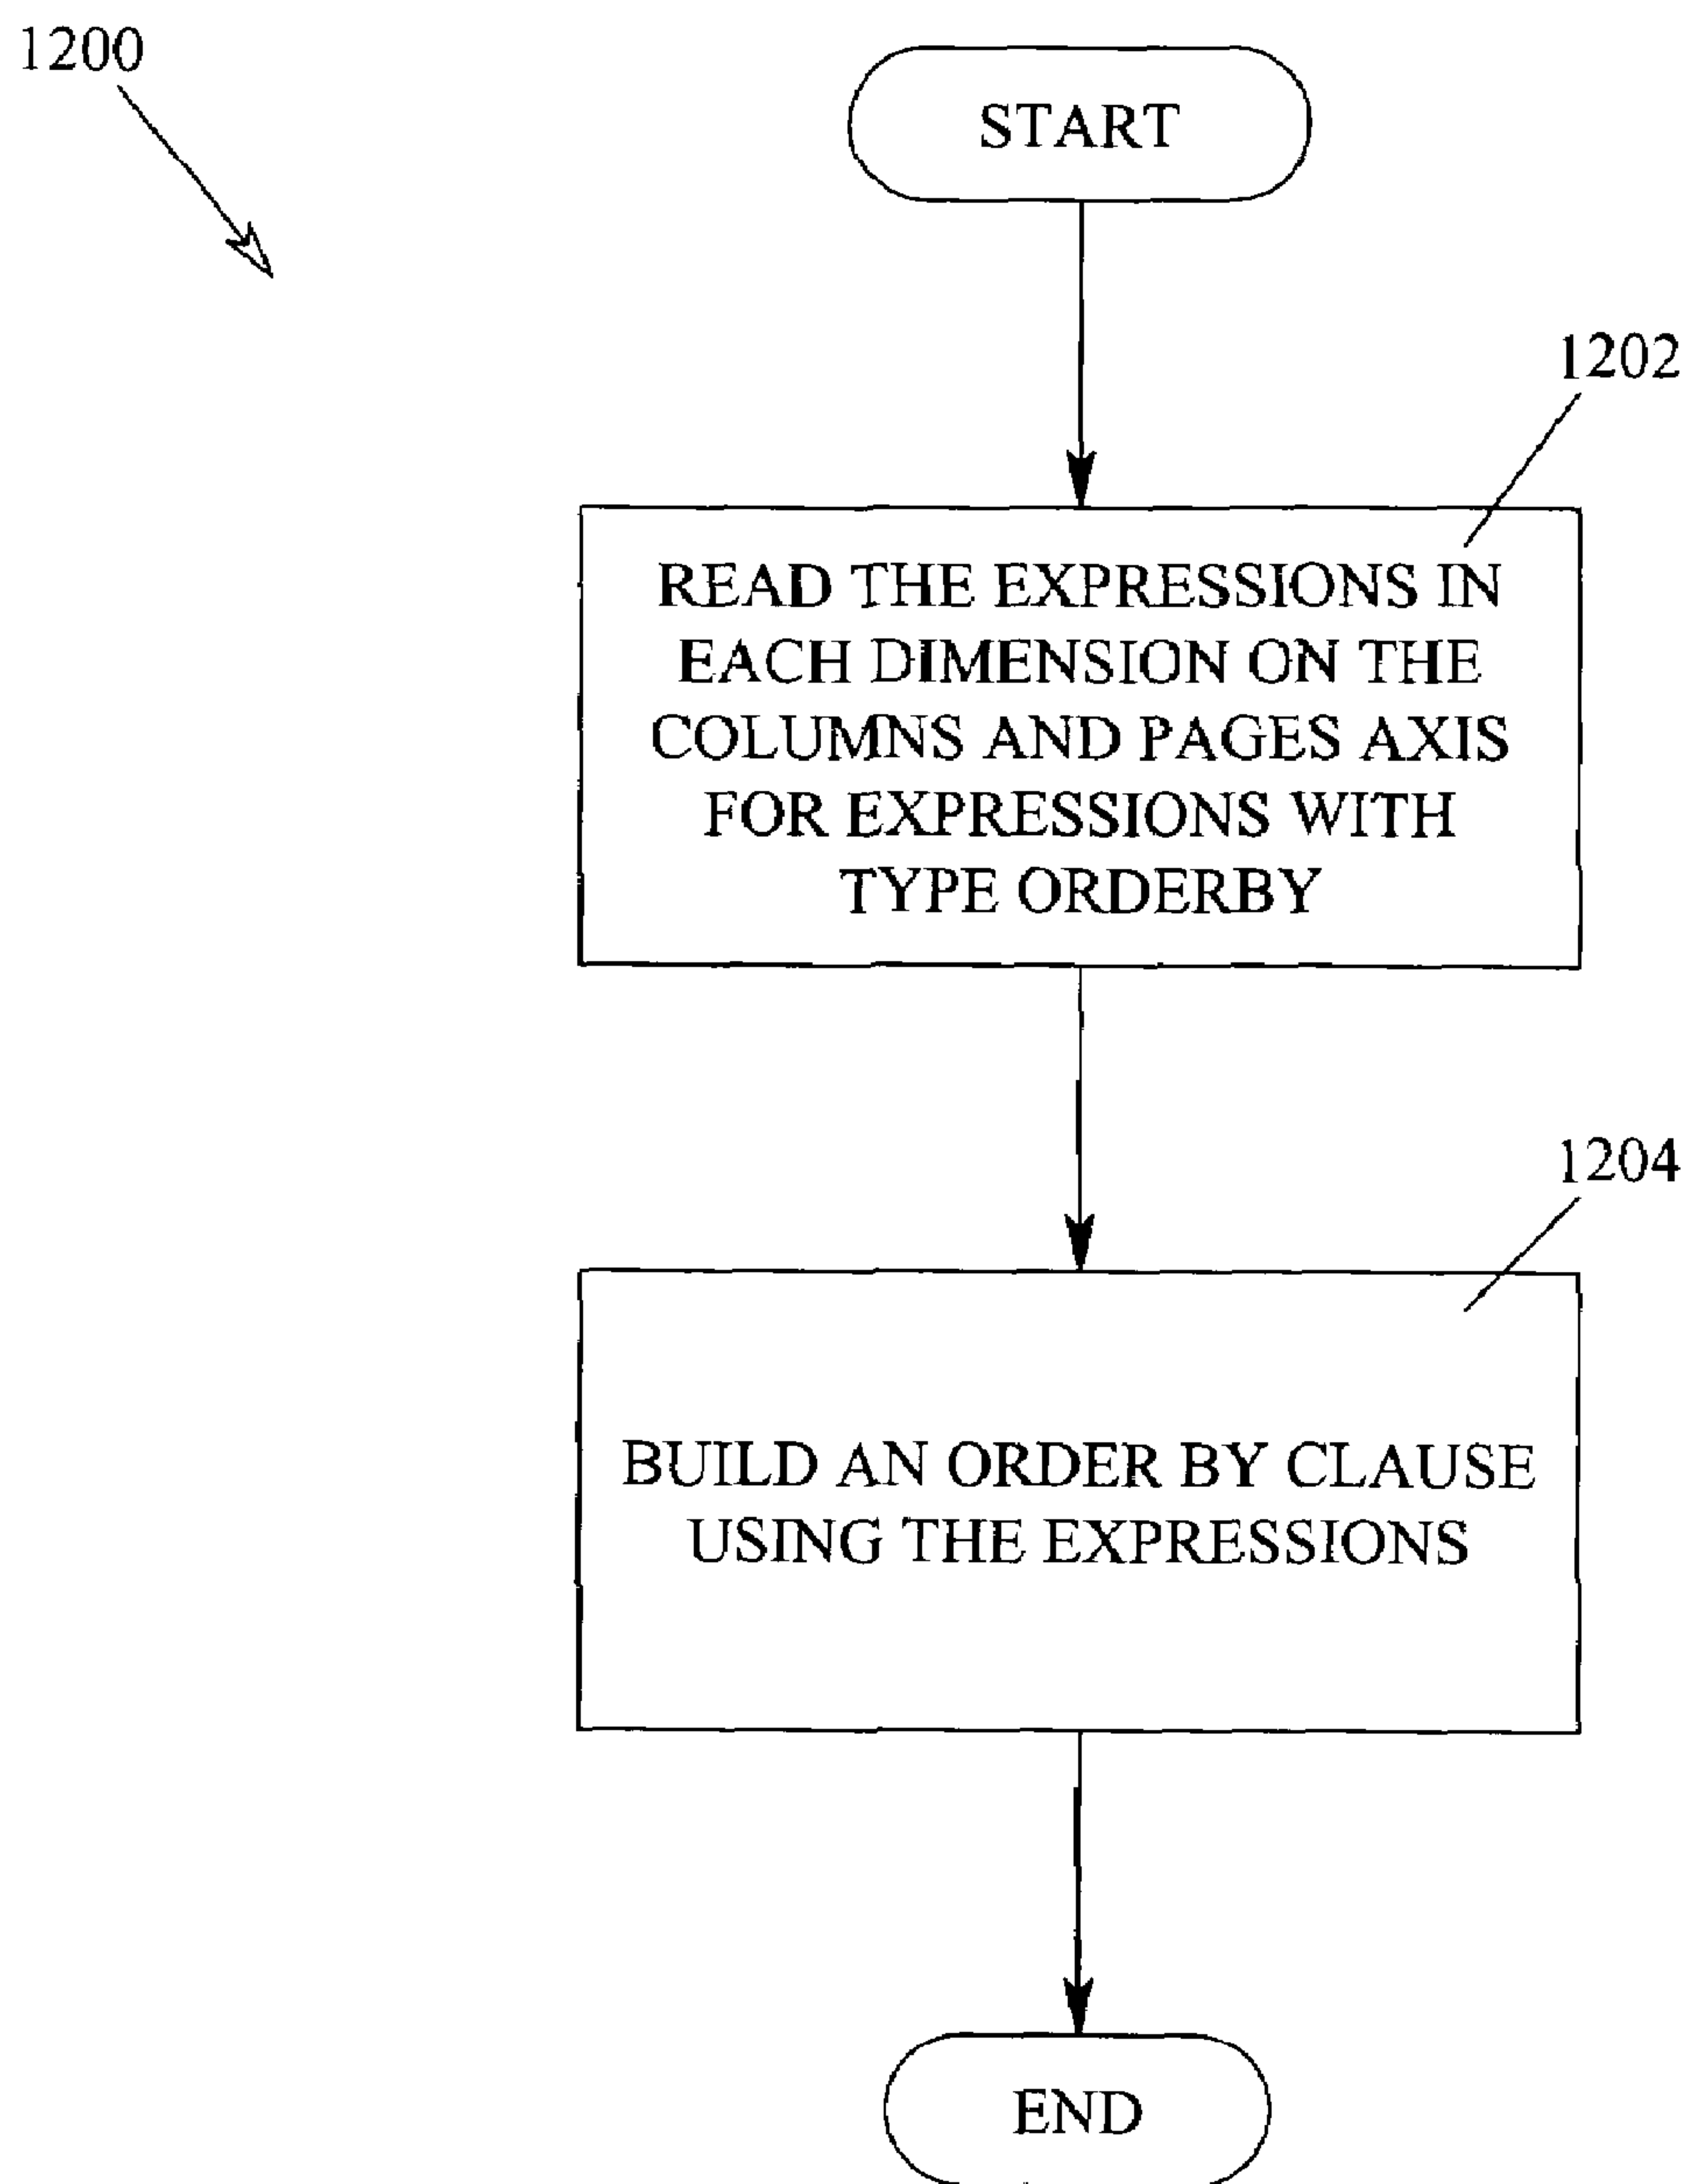 1200
START
1202
READ THE EXPRESSIONS IN
EACH DIMENSION ON THE
COLUMNS AND PAGES AXIS
FOR EXPRESSIONS WITH
TYPE ORDERBY
1204
BUILD AN ORDER BY CLAUSE
USING THE EXPRESSIONS
END